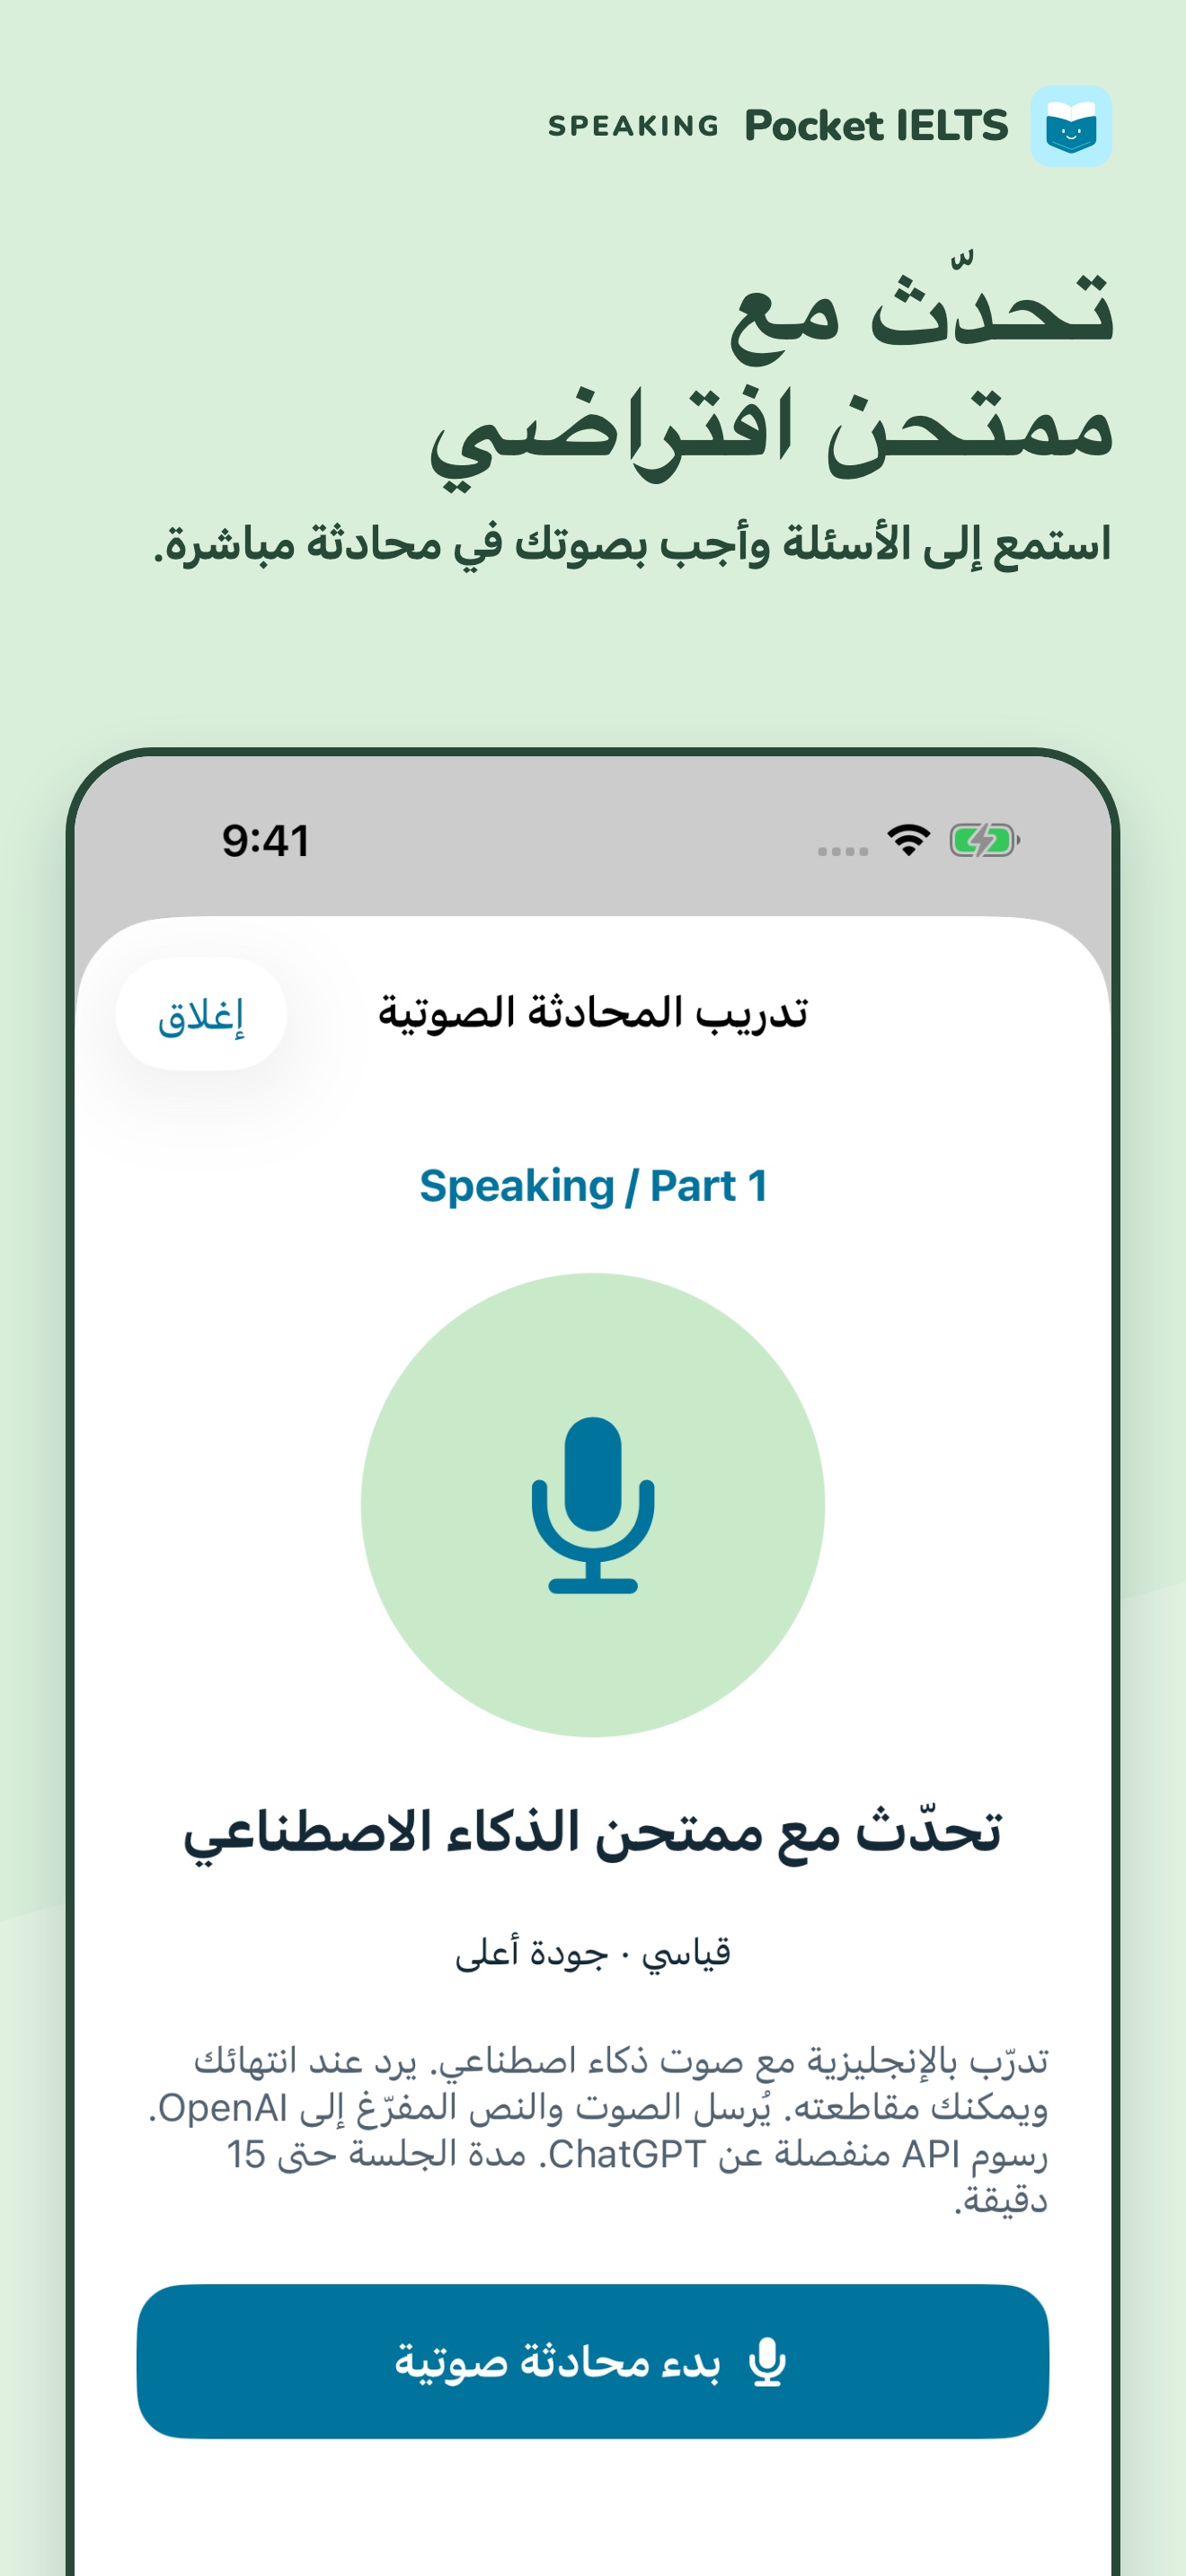 Pocket IELTS SPEAKING
تحدّث مع
ممتحن افتراضي
استمع إلى الأسئلة وأجب بصوتك في محادثة مباشرة.
9:41
تدريب المحادثة الصوتية
إغلاق
Speaking / Part 1
تحدّث مع ممتحن الذكاء الاصطناعي
قياسي · جودة أعلى
تدرّب بالإنجليزية مع صوت ذكاء اصطناعي. يرد عند انتهائك
ويمكنك مقاطعته. يُرسل الصوت والنص المفرّغ إلى OpenAI.
رسوم API منفصلة عن ChatGPT. مدة الجلسة حتى 15
دقيقة.
بدء محادثة صوتية